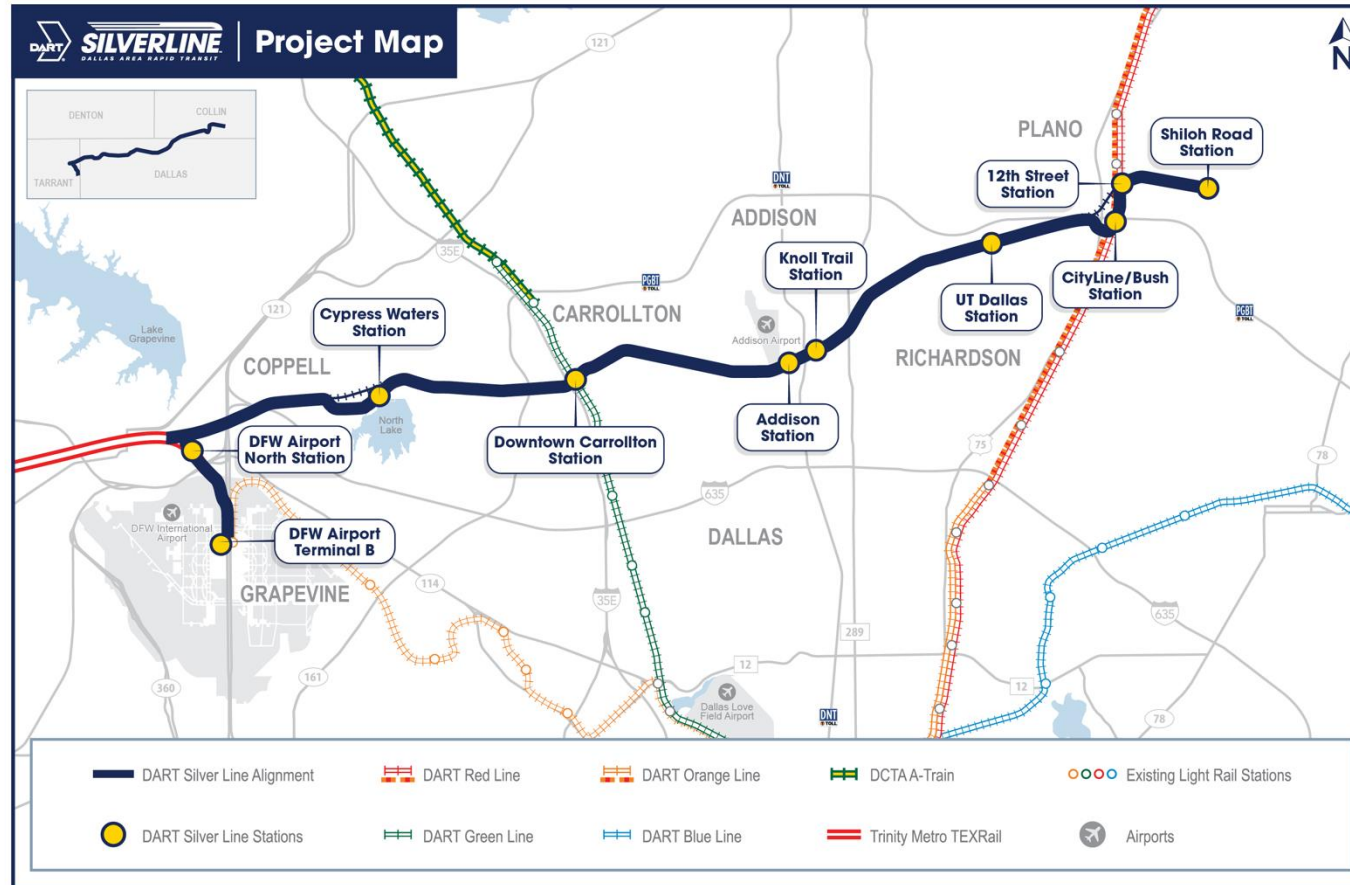 DART SILVERLINE
DALLAS AREA RAPID TRANSIT
Project Map
N
DENTON
COLLIN
TARRANT
DALLAS
121
PLANO
Shiloh Road
Station
12th Street
Station
DNT
TOLL
ADDISON
35E
PGBT
TOLL
Knoll Trail
Station
CityLine/Bush
Station
UT Dallas
Station
PGBT
TOLL
121
Lake
Grapevine
Cypress Waters
Station
CARROLLTON
Addison Airport
COPPELL
RICHARDSON
North
Lake
DFW Airport
North Station
Downtown Carrollton
Station
Addison
Station
75
78
635
DFW International
Airport
DFW Airport
Terminal B
DALLAS
GRAPEVINE
114
35E
635
289
12
12
360
161
Dallas Love
Field Airport
DNT
TOLL
78
DART Silver Line Alignment
DART Red Line
DART Orange Line
DCTA A-Train
Existing Light Rail Stations
DART Silver Line Stations
DART Green Line
DART Blue Line
Trinity Metro TEXRail
Airports